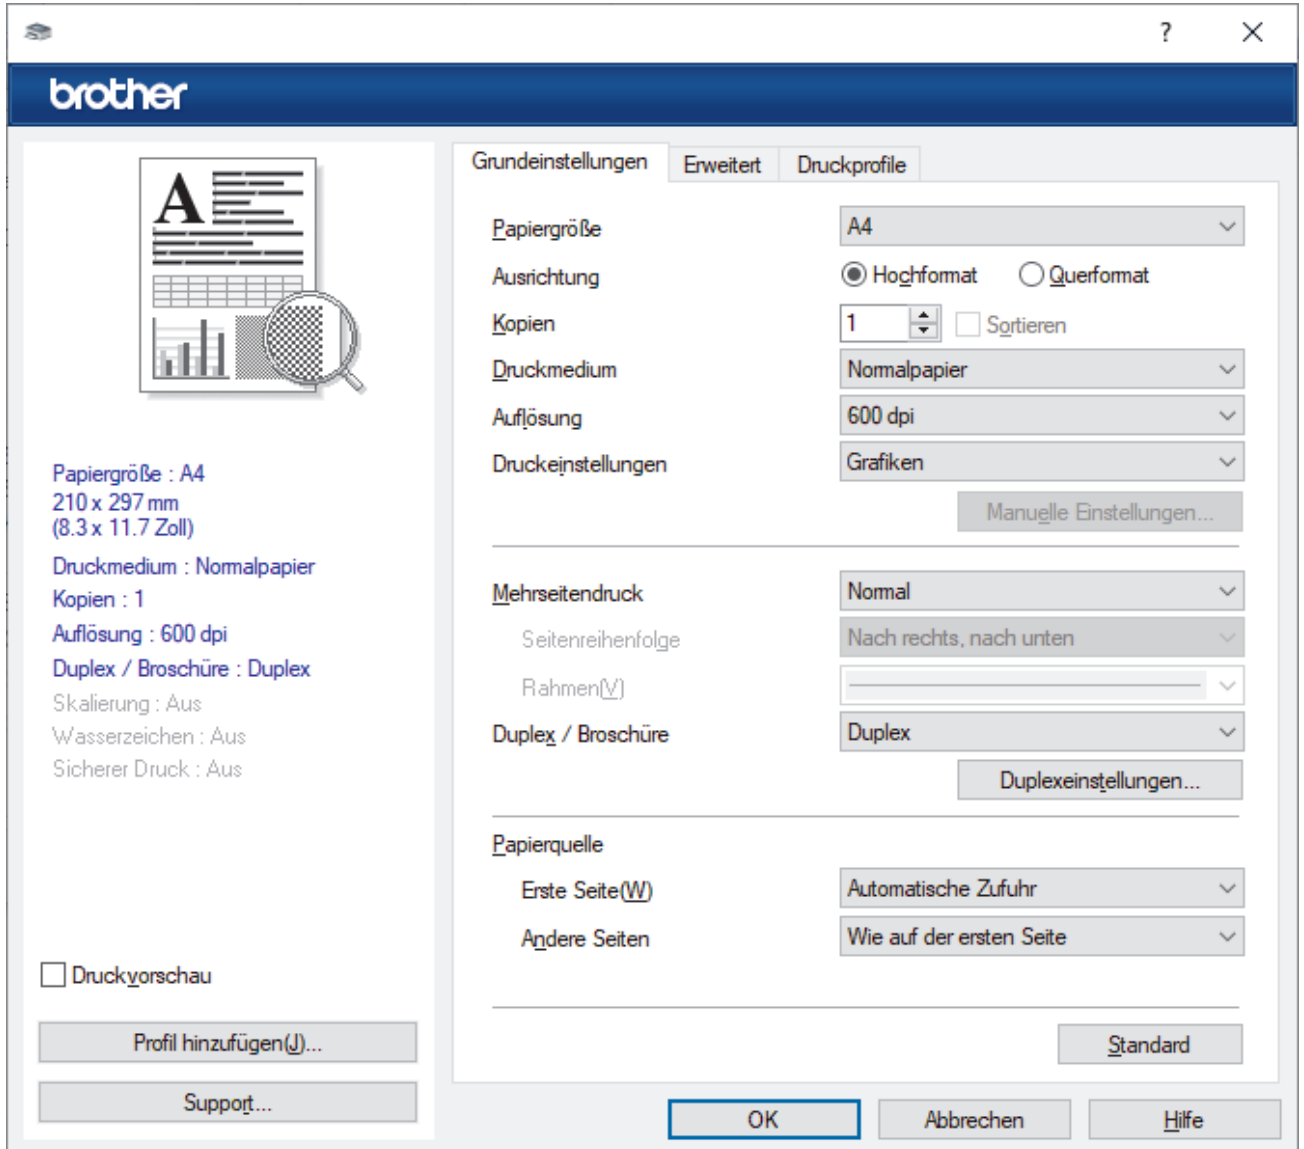 ?
brother
A
Papiergröße : A4
210 x 297 mm
(8.3 x 11.7 Zoll)
Druckmedium : Normalpapier
Kopien : 1
Auflösung : 600 dpi
Duplex / Broschüre : Duplex
Skalierung : Aus
Wasserzeichen : Aus
Sicherer Druck : Aus
Druckvorschau
Profil hinzufügen(J)...
Support...
Grundeinstellungen Erweitert Druckprofile
Papiergröße A4
Ausrichtung Hochformat Querformat
Kopien 1 Sortieren
Druckmedium Normalpapier
Auflösung 600 dpi
Druckeinstellungen Grafiken
Manuelle Einstellungen...
Mehrseitendruck Normal
Seitenreihenfolge Nach rechts, nach unten
Rahmen(V)
Duplex / Broschüre Duplex
Duplexeinstellungen...
Papierquelle
Erste Seite(W) Automatische Zufuhr
Andere Seiten Wie auf der ersten Seite
Standard
OK Abbrechen Hilfe